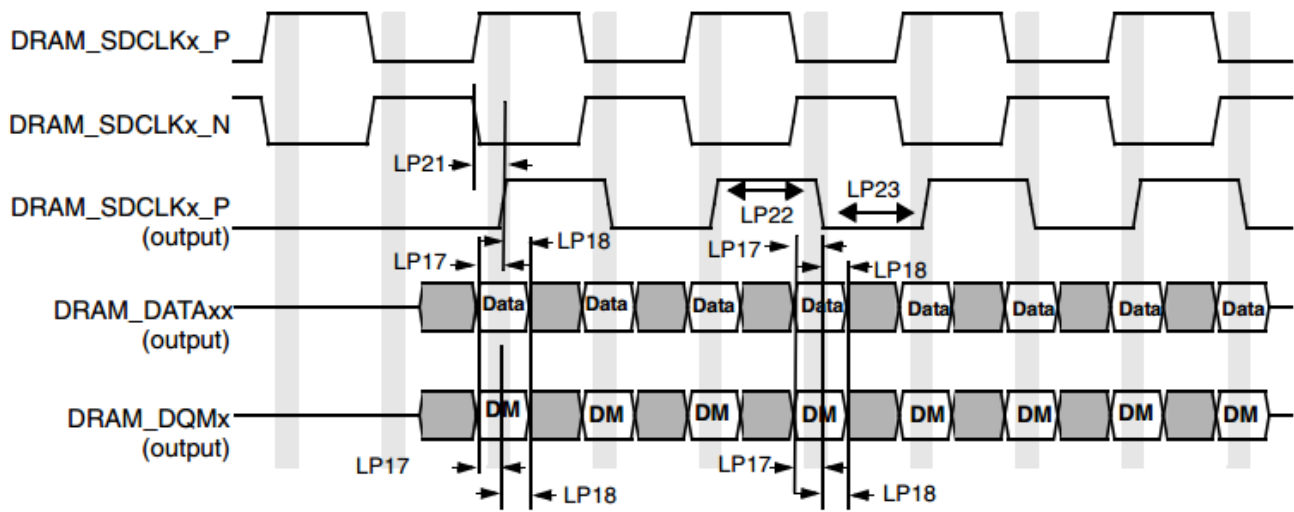 DRAM_SDCLKx_P
DRAM_SDCLKx_N
LP21
DRAM_SDCLKx_P
(output)
LP22
LP23
LP17
LP18
LP17
LP18
DRAM_DATAxx
(output)
Data Data Data Data Data Data Data Data
DRAM_DQMx
(output)
DM DM DM DM DM DM DM DM
LP17
LP18
LP17
LP18